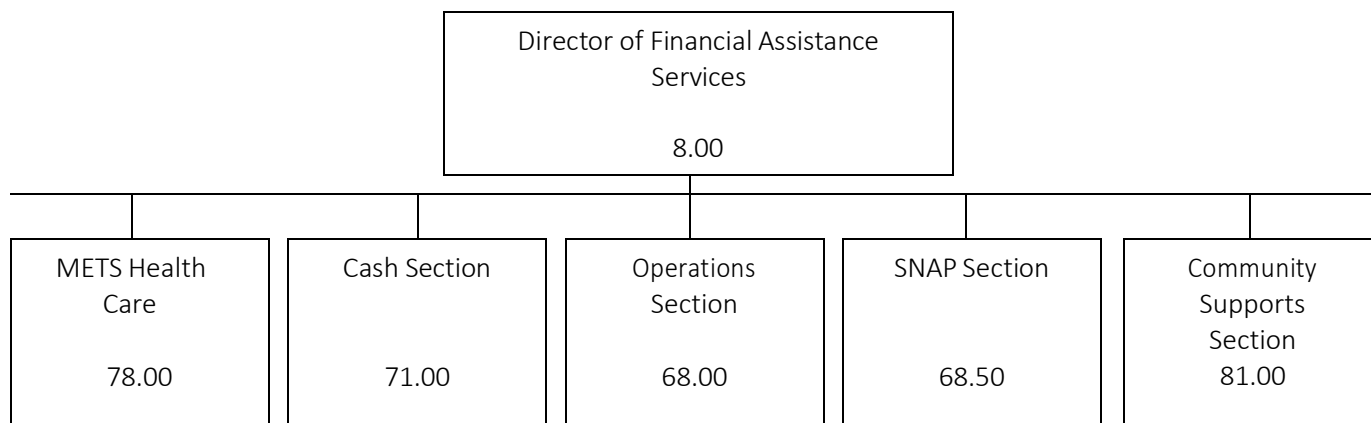 Director of Financial Assistance
Services
8.00
METS Health
Care
78.00
Cash Section
71.00
Operations
Section
68.00
SNAP Section
68.50
Community
Supports
Section
81.00